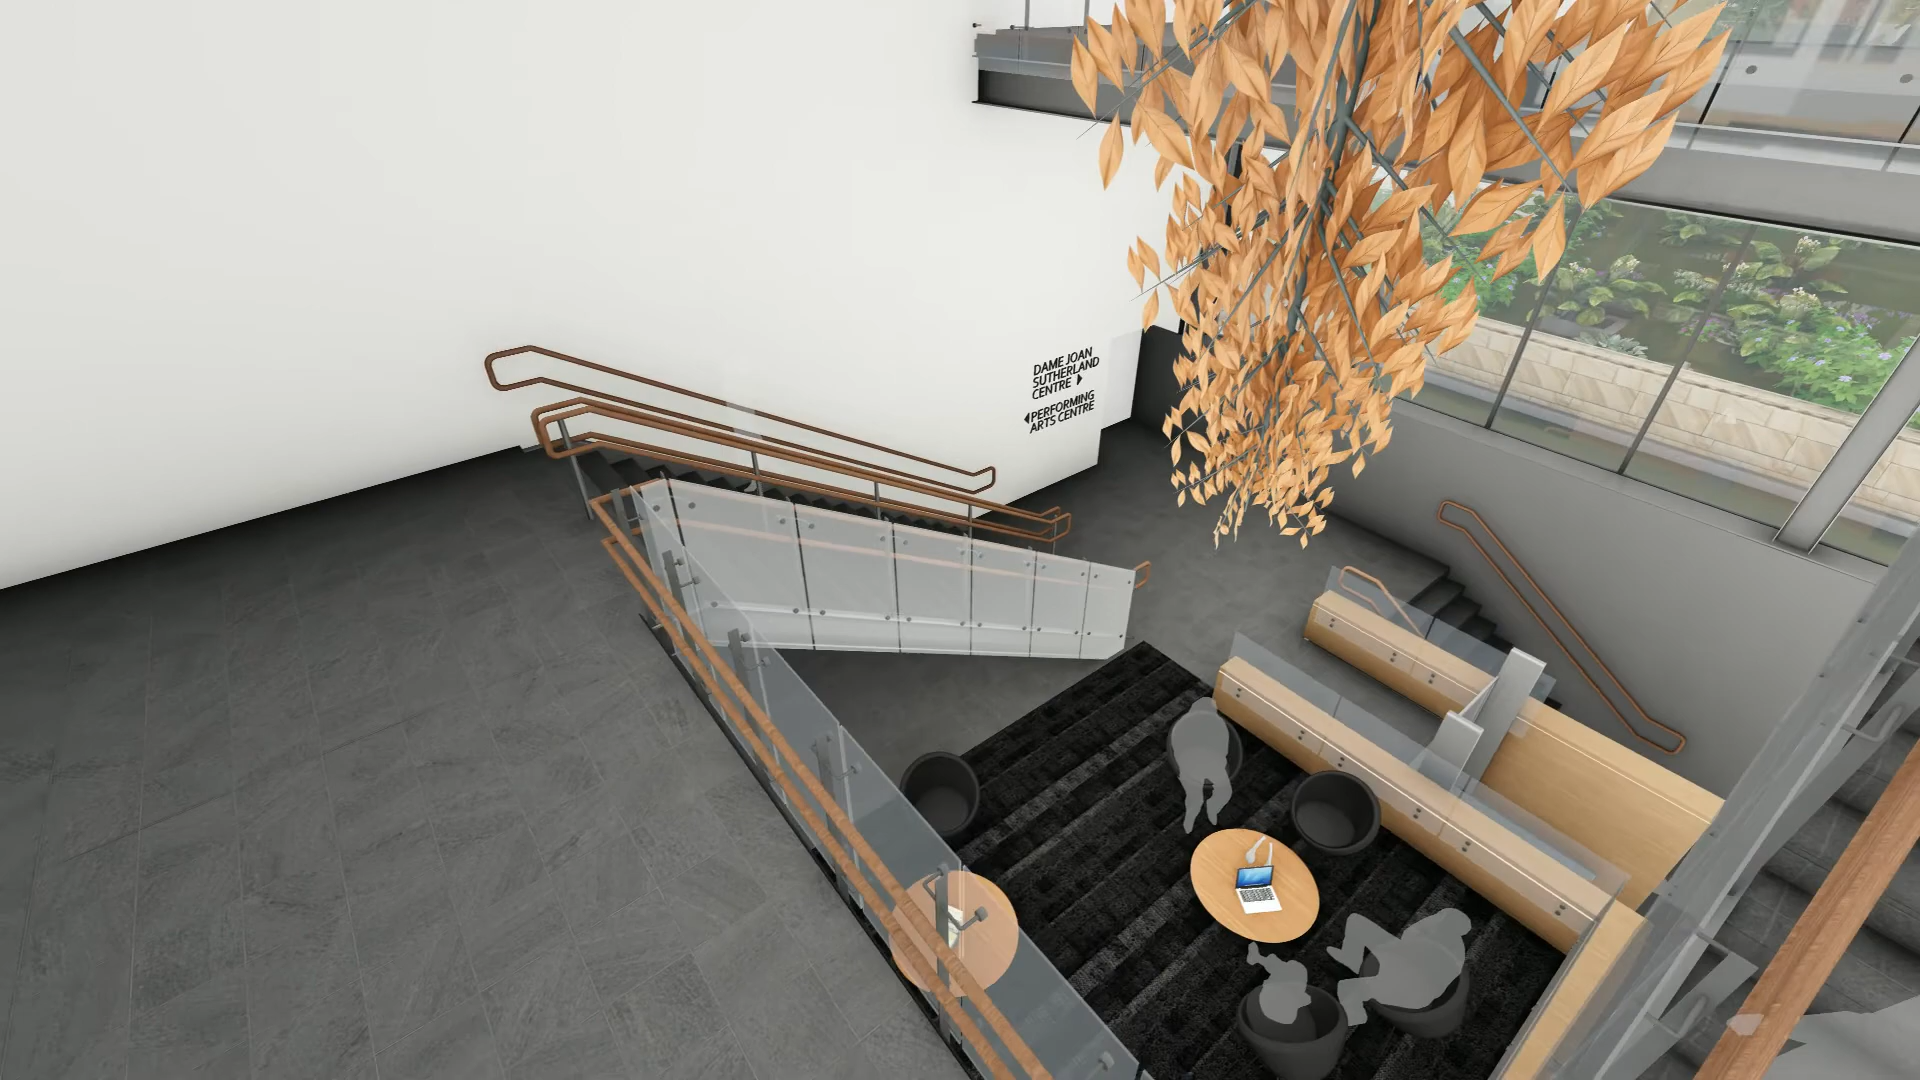 DAME JOAN
SUTHERLAND
CENTRE ▶
◀PERFORMING
ARTS CENTRE